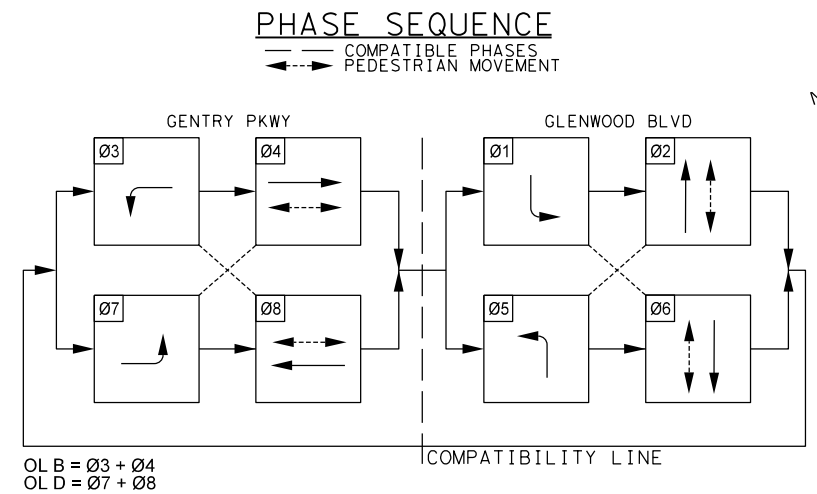 PHASE SEQUENCE
COMPATIBLE PHASES
PEDESTRIAN MOVEMENT
GENTRY PKWY
GLENWOOD BLVD
Ø3
Ø4
Ø1
Ø2
Ø7
Ø8
Ø5
Ø6
COMPATIBILITY LINE
OL B = Ø3 + Ø4
OL D = Ø7 + Ø8